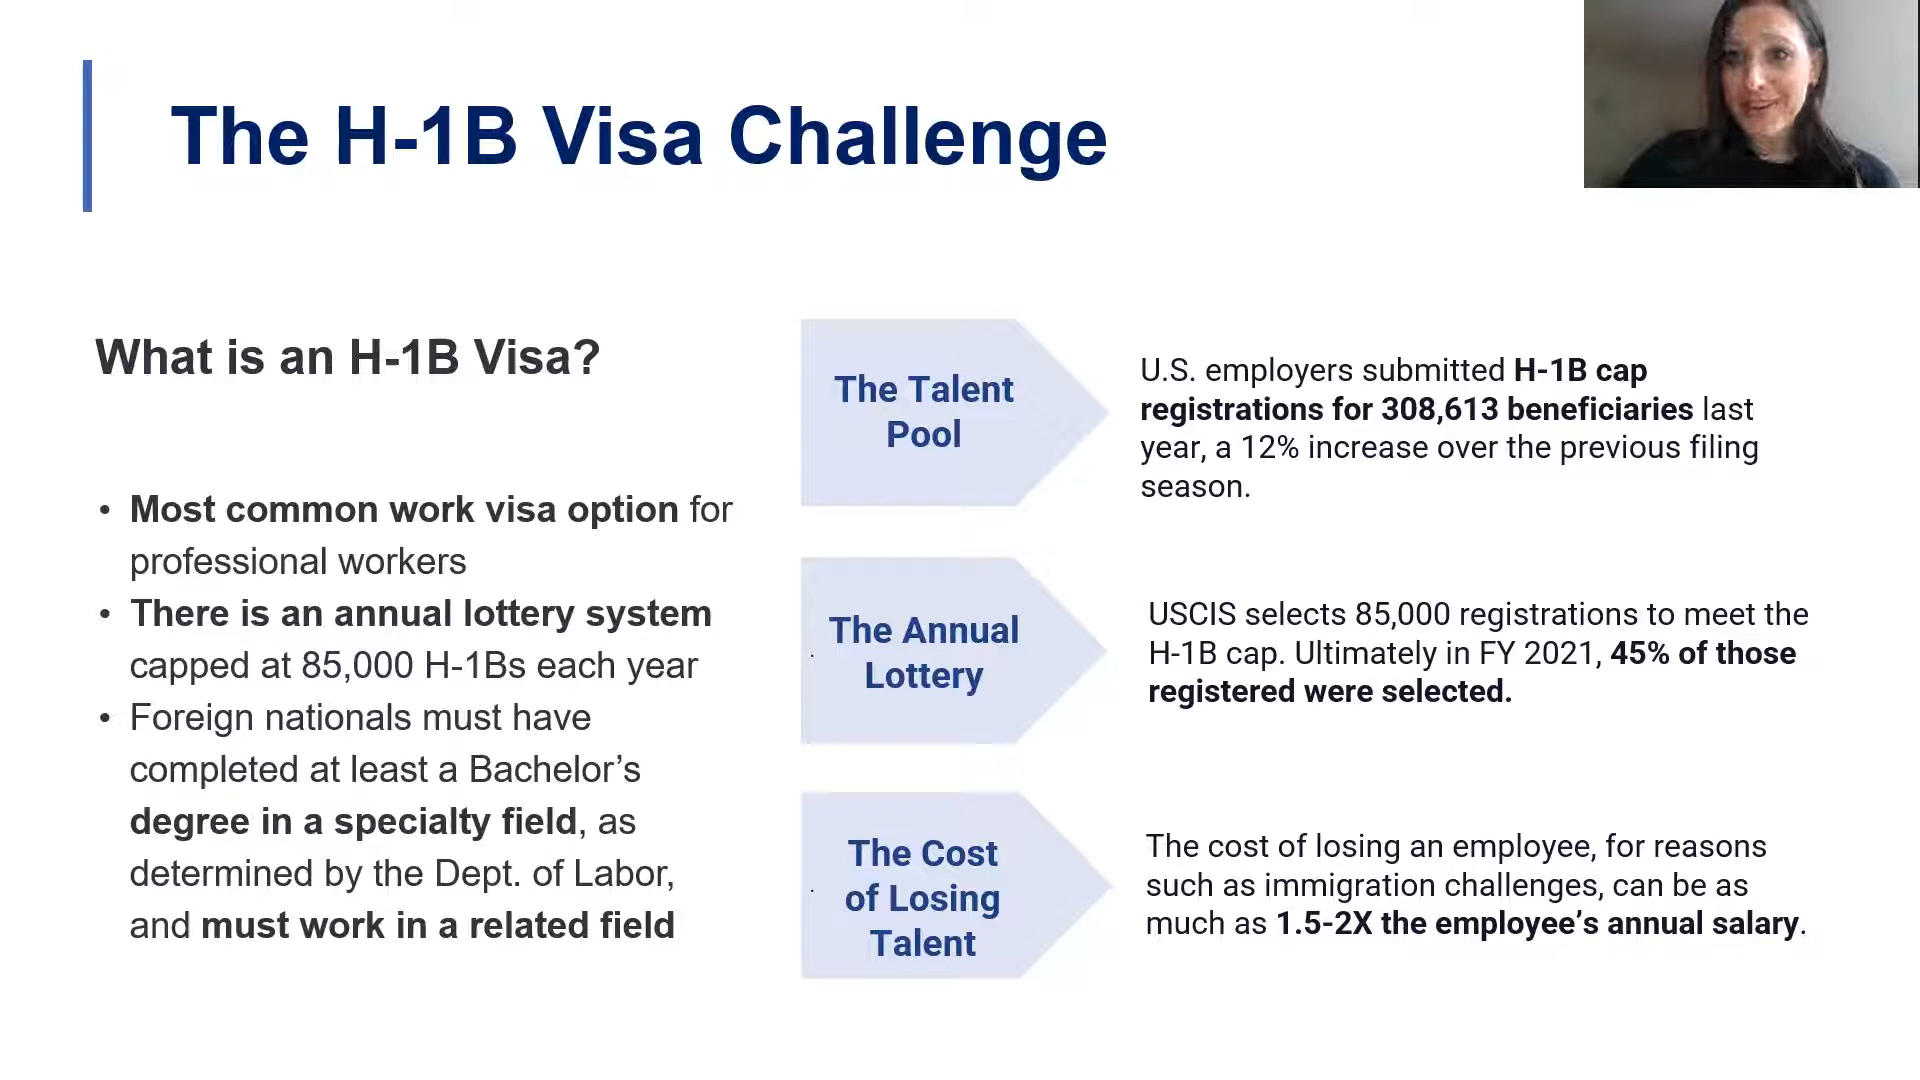 The H-1B Visa Challenge
What is an H-1B Visa?
• Most common work visa option for
professional workers
• There is an annual lottery system
capped at 85,000 H-1Bs each year
• Foreign nationals must have
completed at least a Bachelor’s
degree in a specialty field, as
determined by the Dept. of Labor,
and must work in a related field
The Talent
Pool
U.S. employers submitted H-1B cap
registrations for 308,613 beneficiaries last
year, a 12% increase over the previous filing
season.
The Annual
Lottery
USCIS selects 85,000 registrations to meet the
H-1B cap. Ultimately in FY 2021, 45% of those
registered were selected.
The Cost
of Losing
Talent
The cost of losing an employee, for reasons
such as immigration challenges, can be as
much as 1.5-2X the employee’s annual salary.